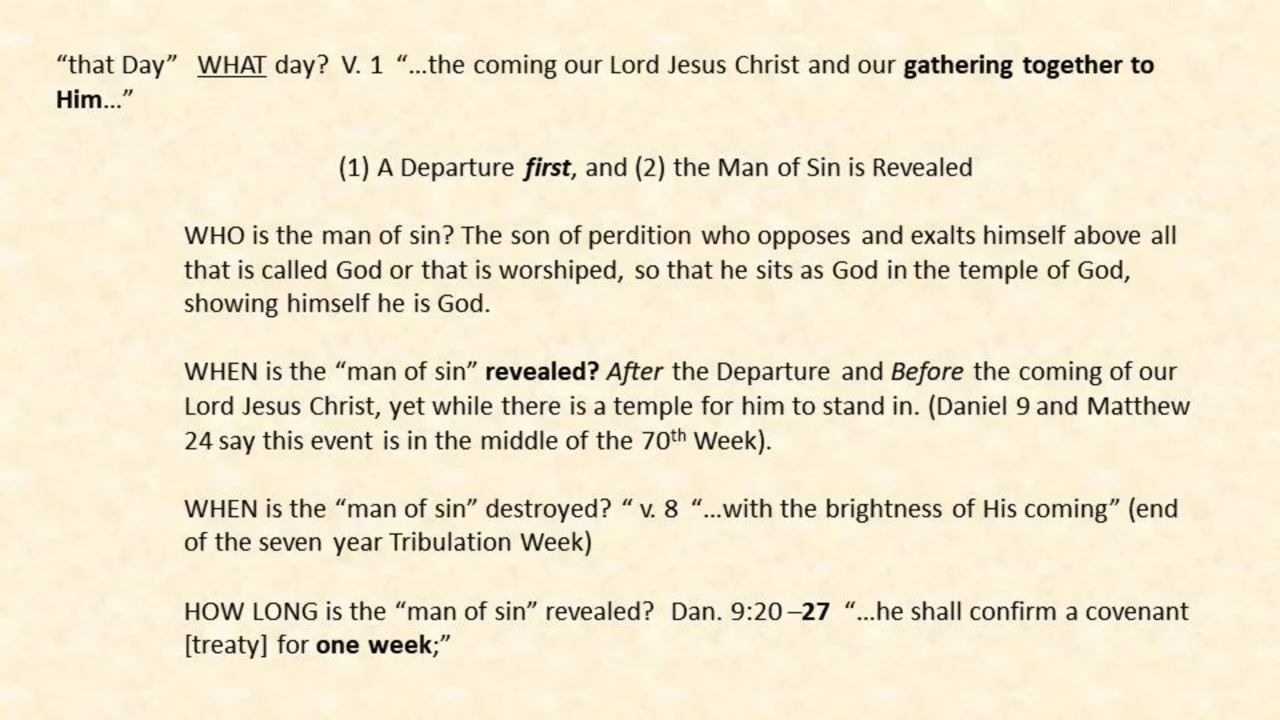 “that Day” WHAT day? V. 1 “...the coming our Lord Jesus Christ and our gathering together to
Him...”
(1) A Departure first, and (2) the Man of Sin is Revealed
WHO is the man of sin? The son of perdition who opposes and exalts himself above all
that is called God or that is worshiped, so that he sits as God in the temple of God,
showing himself he is God.
WHEN is the “man of sin” revealed? After the Departure and Before the coming of our
Lord Jesus Christ, yet while there is a temple for him to stand in. (Daniel 9 and Matthew
24 say this event is in the middle of the 70th Week).
WHEN is the “man of sin” destroyed? “ v. 8 “...with the brightness of His coming” (end
of the seven year Tribulation Week)
HOW LONG is the “man of sin” revealed? Dan. 9:20 –27 “...he shall confirm a covenant
[treaty] for one week;”